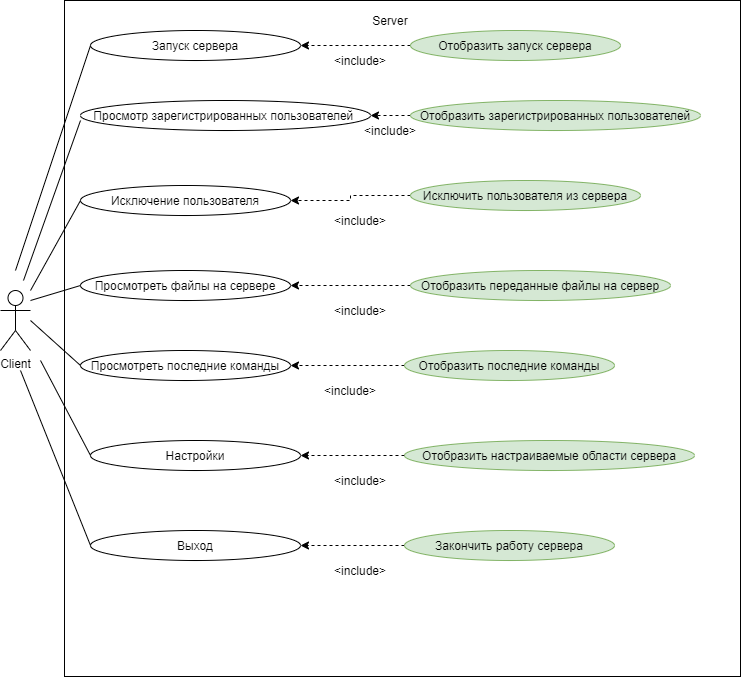 Server
Запуск сервера
Отобразить запуск сервера
<include>
Просмотр зарегистрированных пользователей
Отобразить зарегистрированных пользователей
<include>
Исключение пользователя
Исключить пользователя из сервера
<include>
Просмотреть файлы на сервере
Отобразить переданные файлы на сервер
<include>
Client
Просмотреть последние команды
Отобразить последние команды
<include>
Настройки
Отобразить настраиваемые области сервера
<include>
Выход
Закончить работу сервера
<include>